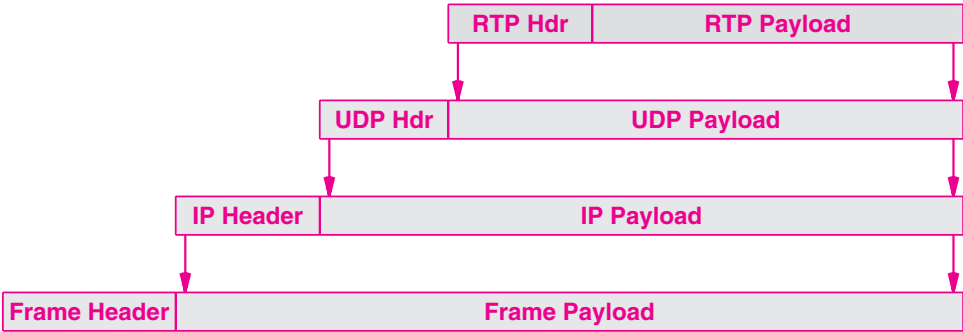 RTP Hdr RTP Payload
UDP Hdr UDP Payload
IP Header IP Payload
Frame Header Frame Payload